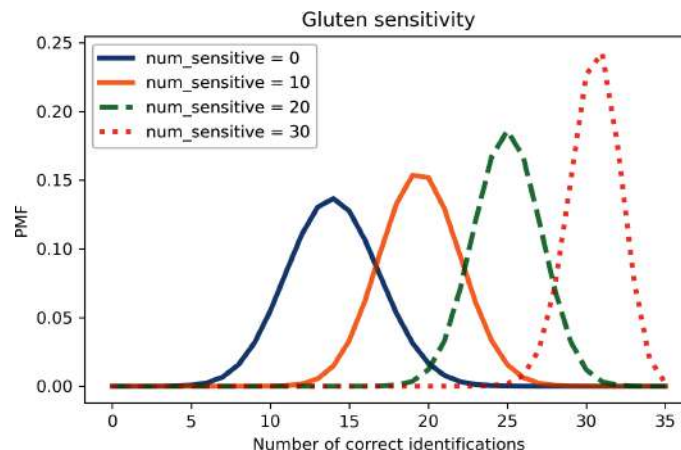 Gluten sensitivity
0.25
0.20
0.15
0.10
0.05
0.00
PMF
num_sensitive = 0
num_sensitive = 10
num_sensitive = 20
num_sensitive = 30
0 5 10 15 20 25 30 35
Number of correct identifications